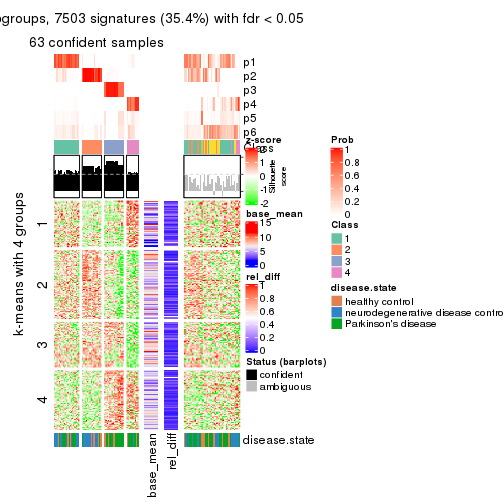 ogroups, 7503 signatures (35.4%) with fdr < 0.05
63 confident samples
p1
p2
p3
p4
p5
p6
Class
Silhouette
score
k-means with 4 groups
1
2
3
4
base_mean
rel_diff
disease.state
z-score
2
1
0
-1
-2
base_mean
15
10
5
0
rel_diff
1
0.8
0.6
0.4
0.2
0
Status (barplots)
confident
ambiguous
Prob
1
0.8
0.6
0.4
0.2
0
Class
1
2
3
4
disease.state
healthy control
neurodegenerative disease contro
Parkinson's disease